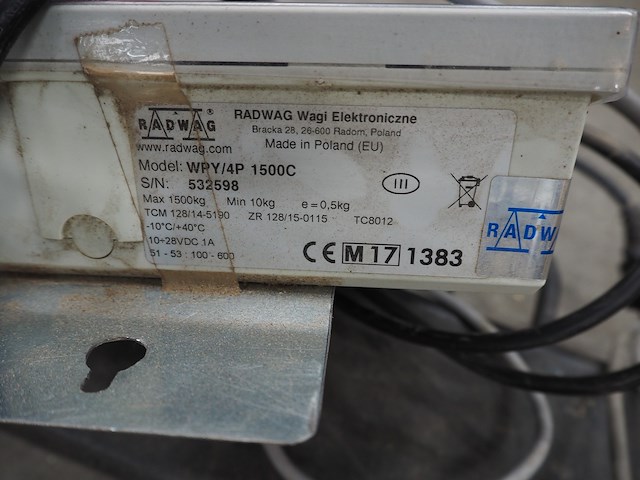 RADWAG®
www.radwag.com
RADWAG Wagi Elektroniczne
Bracka 28, 26-600 Radom, Poland
Made in Poland (EU)
Model: WPY/4P 1500C
S/N: 532598
Max 1500kg Min 10kg e=0,5kg
TCM 128/14-5190 ZR 128/15-0115 TC8012
-10°C/+40°C
10÷28VDC 1A
51 - 53 : 100 - 600
III
CE M 17 1383
RADW